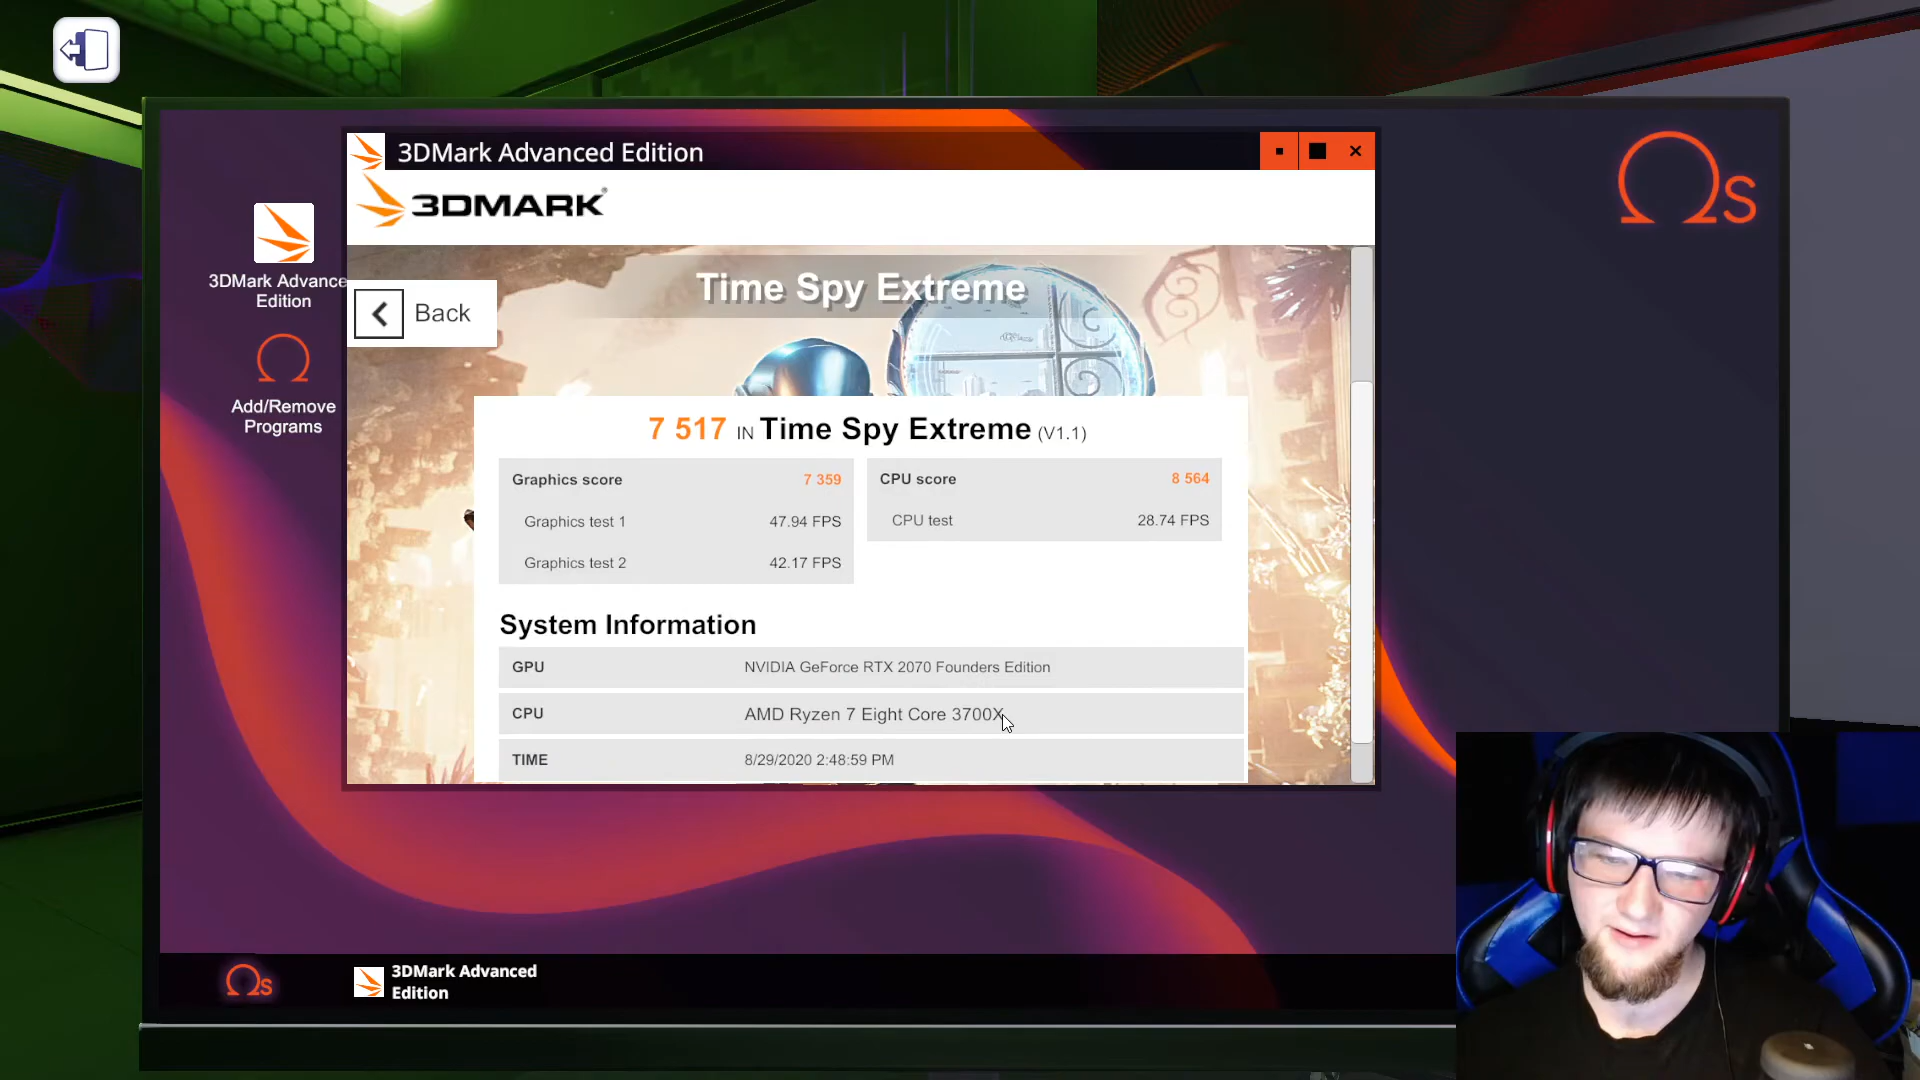 3DMark Advanced Edition
3DMARK®
3DMark Advance
Edition
Add/Remove
Programs
Ωs
Back
Time Spy Extreme
7 517 IN Time Spy Extreme (V1.1)
Graphics score 7 359
Graphics test 1 47.94 FPS
Graphics test 2 42.17 FPS
CPU score 8 564
CPU test 28.74 FPS
System Information
GPU NVIDIA GeForce RTX 2070 Founders Edition
CPU AMD Ryzen 7 Eight Core 3700X
TIME 8/29/2020 2:48:59 PM
Ωs
3DMark Advanced
Edition